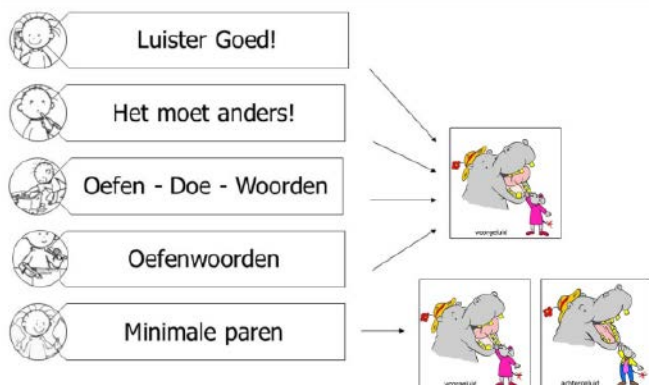 Luister Goed!
Het moet anders!
Oefen - Doe - Woorden
voorgeluid
Oefenwoorden
Minimale paren
voorgeluid
achtergeluid